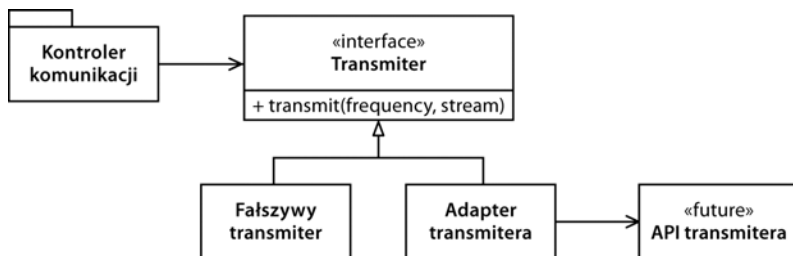 Kontroler
komunikacji
«interface»
Transmiter
+ transmit(frequency, stream)
Fałszywy
transmiter
Adapter
transmitera
«future»
API transmitera